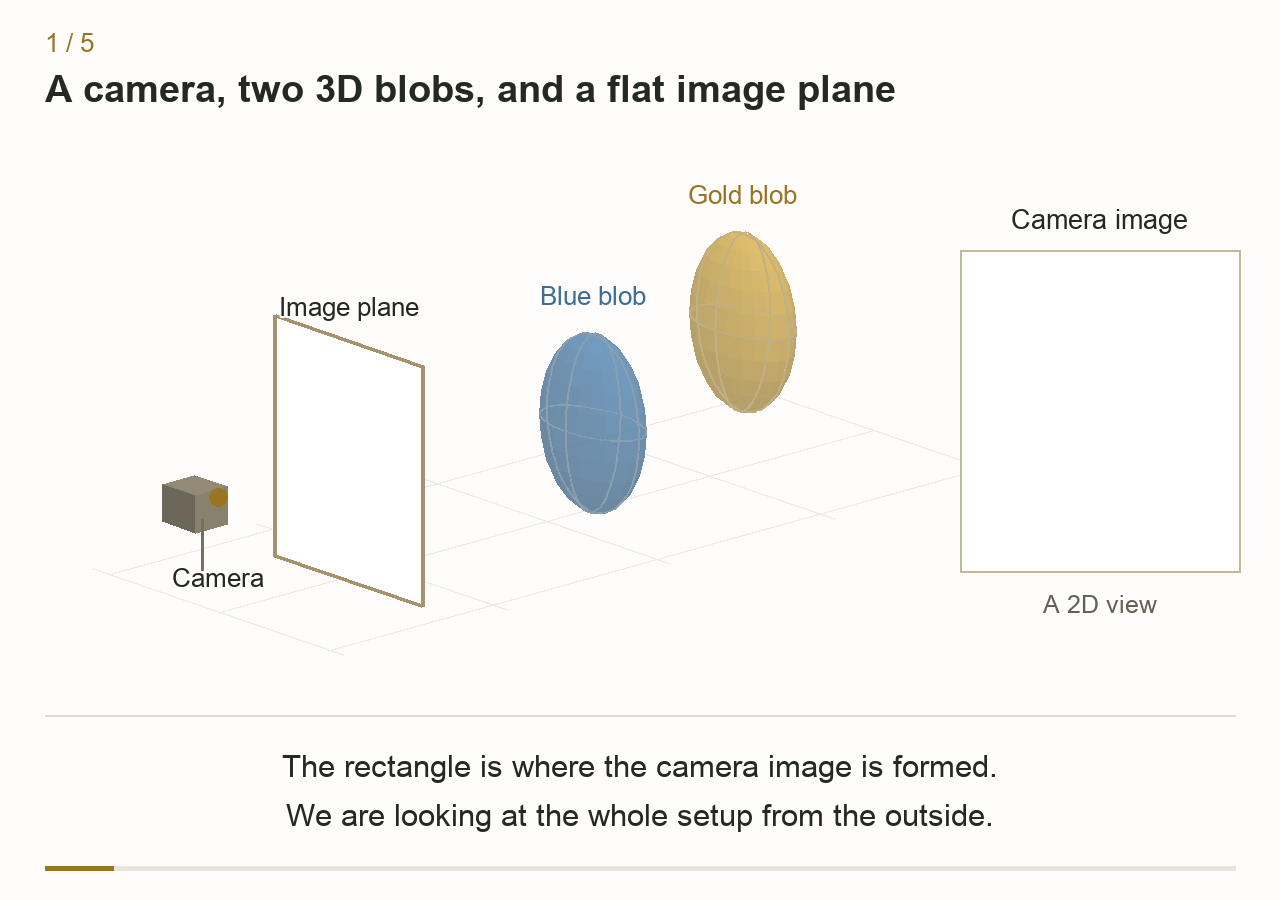 1 / 5
A camera, two 3D blobs, and a flat image plane
Gold blob
Camera image
Blue blob
Image plane
Camera
A 2D view
The rectangle is where the camera image is formed.
We are looking at the whole setup from the outside.